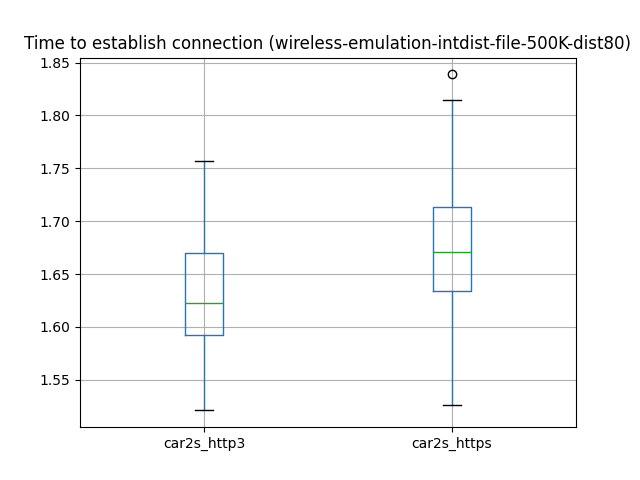 Time to establish connection (wireless-emulation-intdist-file-500K-dist80)
1.85
1.80
1.75
1.70
1.65
1.60
1.55
car2s_http3
car2s_https